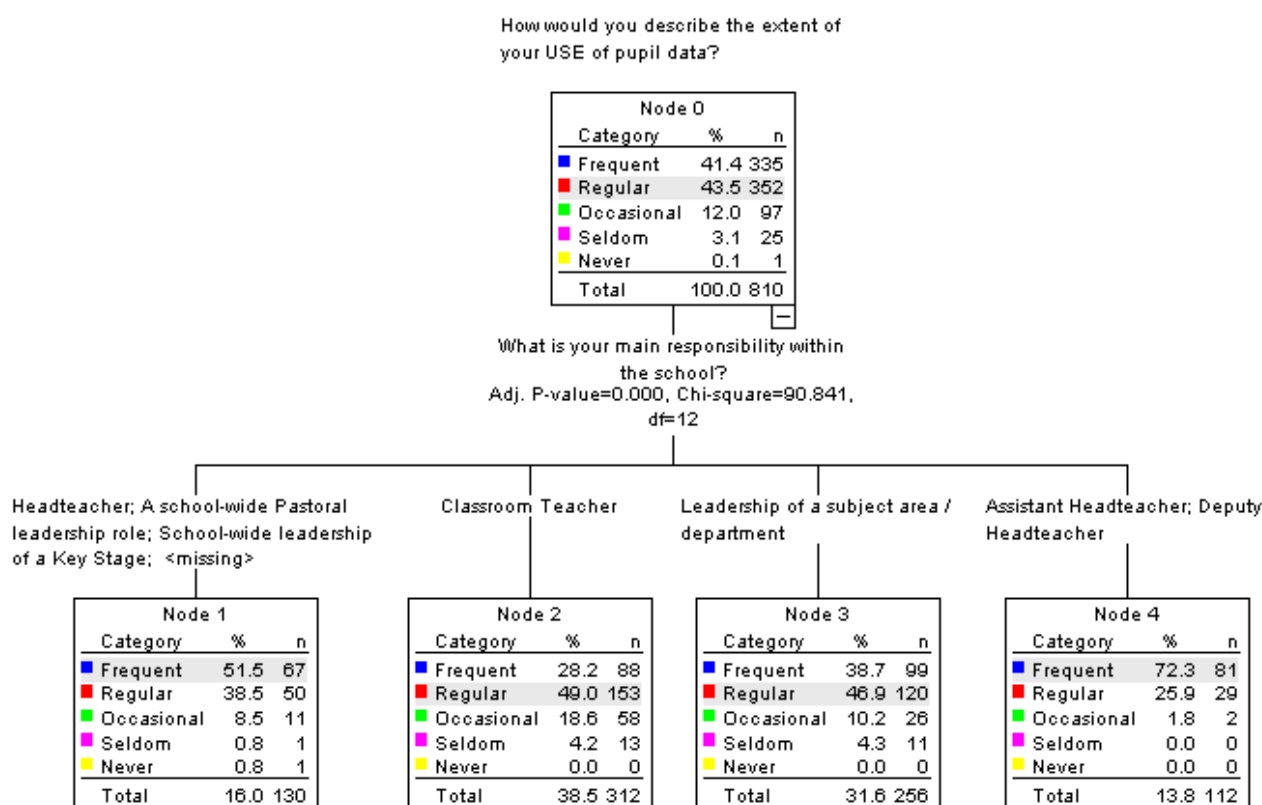 How would you describe the extent of
your USE of pupil data?
Node 0
Category % n
Frequent 41.4 335
Regular 43.5 352
Occasional 12.0 97
Seldom 3.1 25
Never 0.1 1
Total 100.0 810
What is your main responsibility within
the school?
Adj. P-value=0.000, Chi-square=90.841,
df=12
Headteacher; A school-wide Pastoral
leadership role; School-wide leadership
of a Key Stage; <missing>
Node 1
Category % n
Frequent 51.5 67
Regular 38.5 50
Occasional 8.5 11
Seldom 0.8 1
Never 0.8 1
Total 16.0 130
Classroom Teacher
Node 2
Category % n
Frequent 28.2 88
Regular 49.0 153
Occasional 18.6 58
Seldom 4.2 13
Never 0.0 0
Total 38.5 312
Leadership of a subject area /
department
Node 3
Category % n
Frequent 38.7 99
Regular 46.9 120
Occasional 10.2 26
Seldom 4.3 11
Never 0.0 0
Total 31.6 256
Assistant Headteacher; Deputy
Headteacher
Node 4
Category % n
Frequent 72.3 81
Regular 25.9 29
Occasional 1.8 2
Seldom 0.0 0
Never 0.0 0
Total 13.8 112